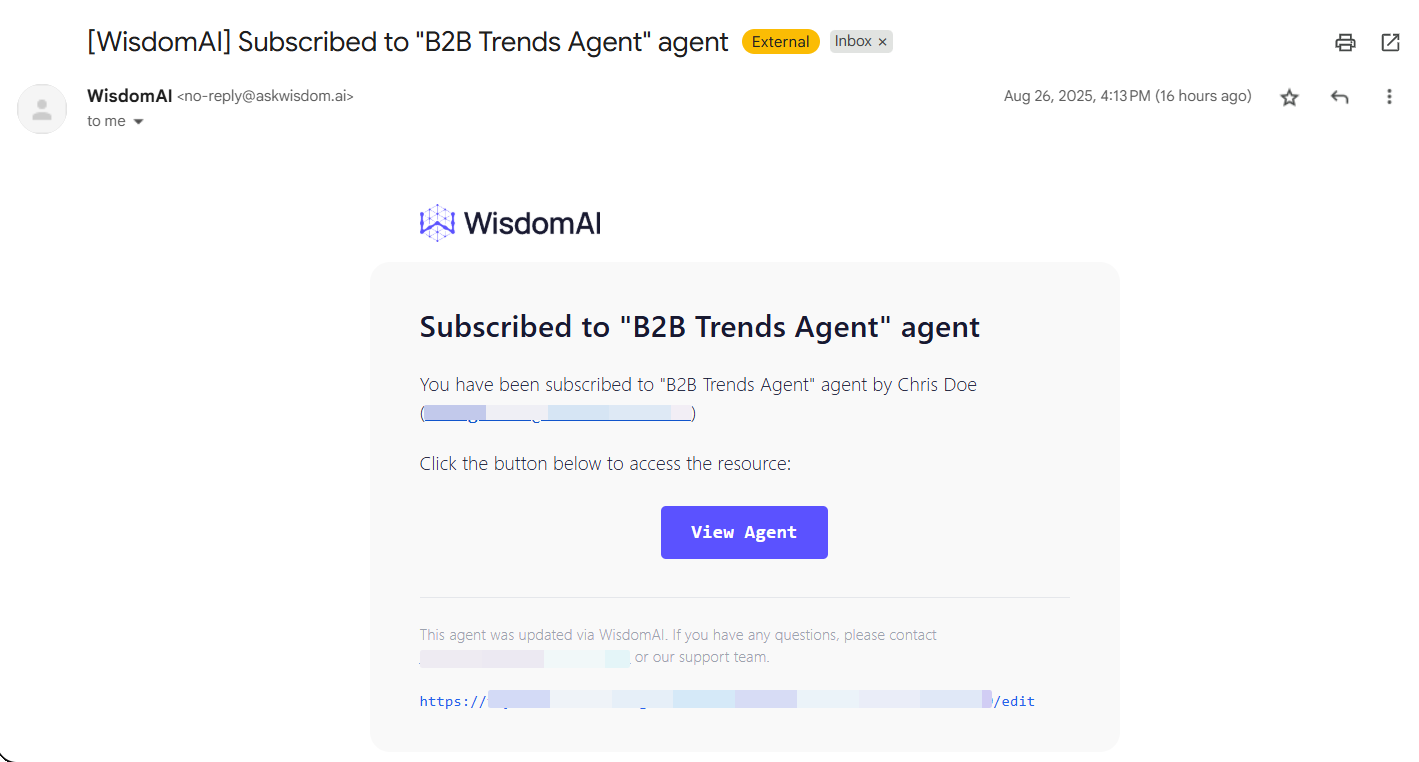 [WisdomAI] Subscribed to "B2B Trends Agent" agent External Inbox ×
WisdomAI <no-reply@askwisdom.ai> Aug 26, 2025, 4:13 PM (16 hours ago)
to me
WisdomAI
Subscribed to "B2B Trends Agent" agent
You have been subscribed to "B2B Trends Agent" agent by Chris Doe
( )
Click the button below to access the resource:
View Agent
This agent was updated via WisdomAI. If you have any questions, please contact
or our support team.
https:// /edit